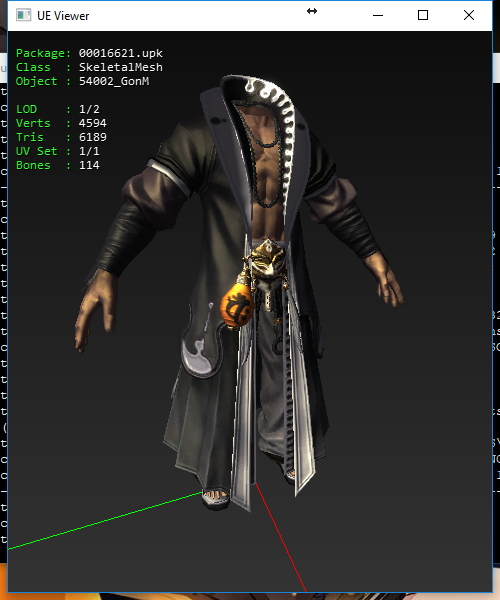 UE Viewer
Package: 00016621.upk
Class : SkeletalMesh
Object : 54002_GonM
LOD : 1/2
Verts : 4594
Tris : 6189
UV Set : 1/1
Bones : 114